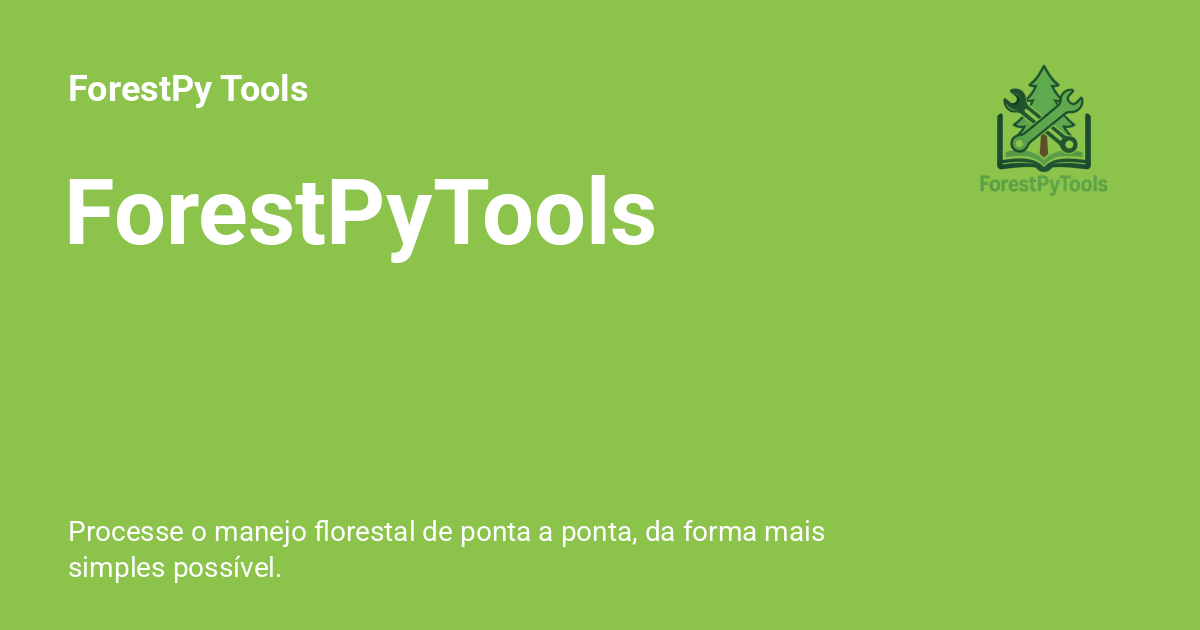 ForestPy Tools
ForestPyTools
ForestPyTools
Processe o manejo florestal de ponta a ponta, da forma mais
simples possível.